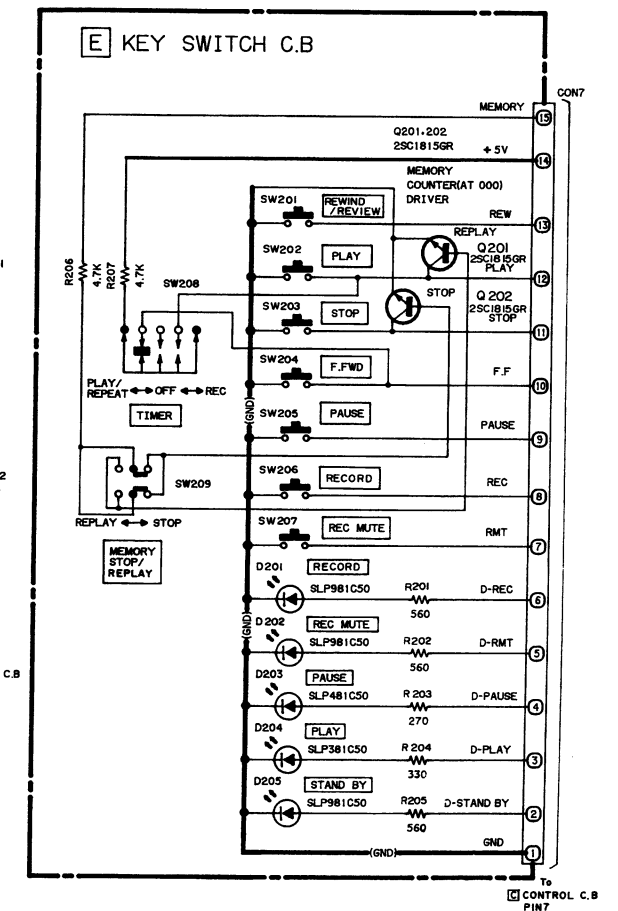 E KEY SWITCH C.B
CON7
MEMORY
15
Q201.202
2SC1815GR
+5V
14
MEMORY
COUNTER(AT 000)
DRIVER
SW201
REWIND
/REVIEW
REW
13
REPLAY
SW202
PLAY
Q201
2SC1815GR
PLAY
12
R206
4.7K
R207
4.7K
SW208
SW203
STOP
STOP
Q202
2SC1815GR
STOP
11
SW204
F.FWD
F.F
10
PLAY/
REPEAT
OFF
REC
TIMER
(GND)
SW205
PAUSE
PAUSE
9
SW206
RECORD
REC
8
SW209
REPLAY
STOP
MEMORY
STOP/
REPLAY
SW207
REC MUTE
RMT
7
D201
RECORD
SLP981C50
R201
560
D-REC
6
(GND)
D202
REC MUTE
SLP981C50
R202
560
D-RMT
5
D203
PAUSE
SLP481C50
R203
270
D-PAUSE
4
C.B
D204
PLAY
SLP381C50
R204
330
D-PLAY
3
D205
STAND BY
SLP981C50
R205
560
D-STAND BY
2
GND
(GND)
1
To
C CONTROL C.B
PIN7